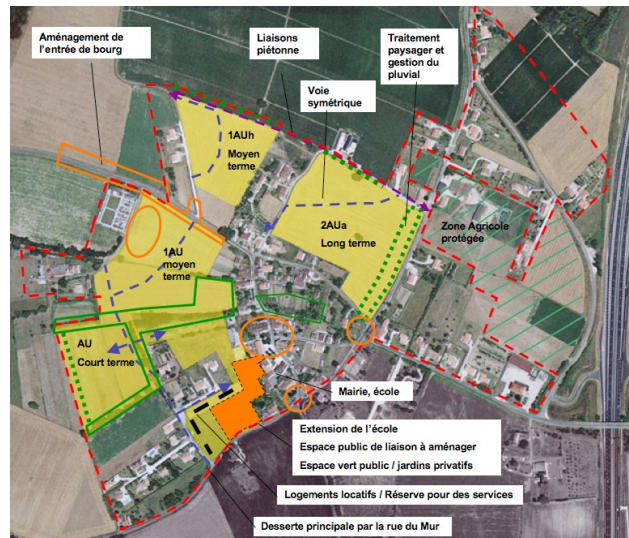 Aménagement de
l'entrée de bourg
Liaisons
piétonne
Traitement
paysager et
gestion du
pluvial
Voie
symétrique
1AUh
Moyen
terme
2AUa
Long terme
Zone Agricole
protégée
1AU
moyen
terme
AU
Court terme
Mairie, école
Extension de l'école
Espace public de liaison à aménager
Espace vert public / jardins privatifs
Logements locatifs / Réserve pour des services
Desserte principale par la rue du Mur